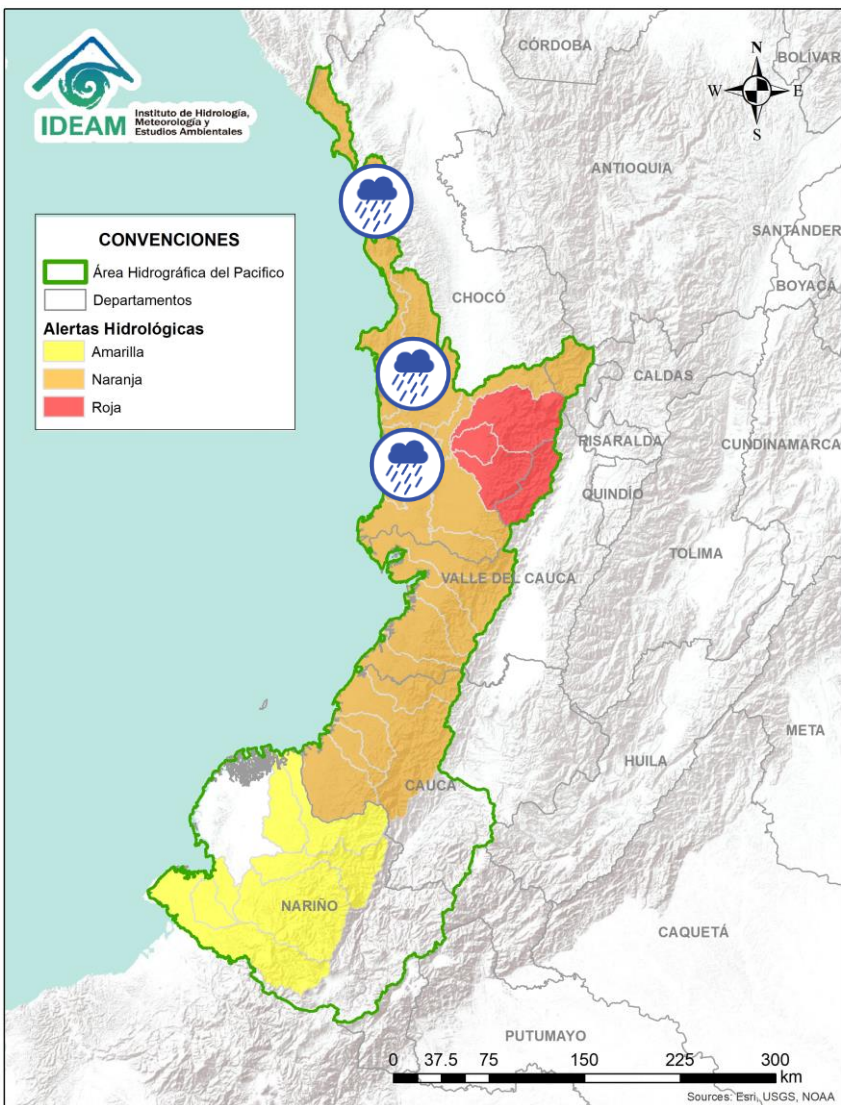 IDEAM
Instituto de Hidrología,
Meteorología y
Estudios Ambientales
CÓRDOBA
BOLÍVAR
N
W
E
S
ANTIOQUIA
SANTANDER
BOYACÁ
CONVENCIONES
Área Hidrográfica del Pacifico
Departamentos
Alertas Hidrológicas
Amarilla
Naranja
Roja
CHOCÓ
CALDAS
RISARALDA
CUNDINAMARCA
QUINDÍO
TOLIMA
VALLE DEL CAUCA
META
HUILA
CAUCA
NARIÑO
CAQUETÁ
PUTUMAYO
0 37.5 75 150 225 300
km
Sources: Esri, USGS, NOAA